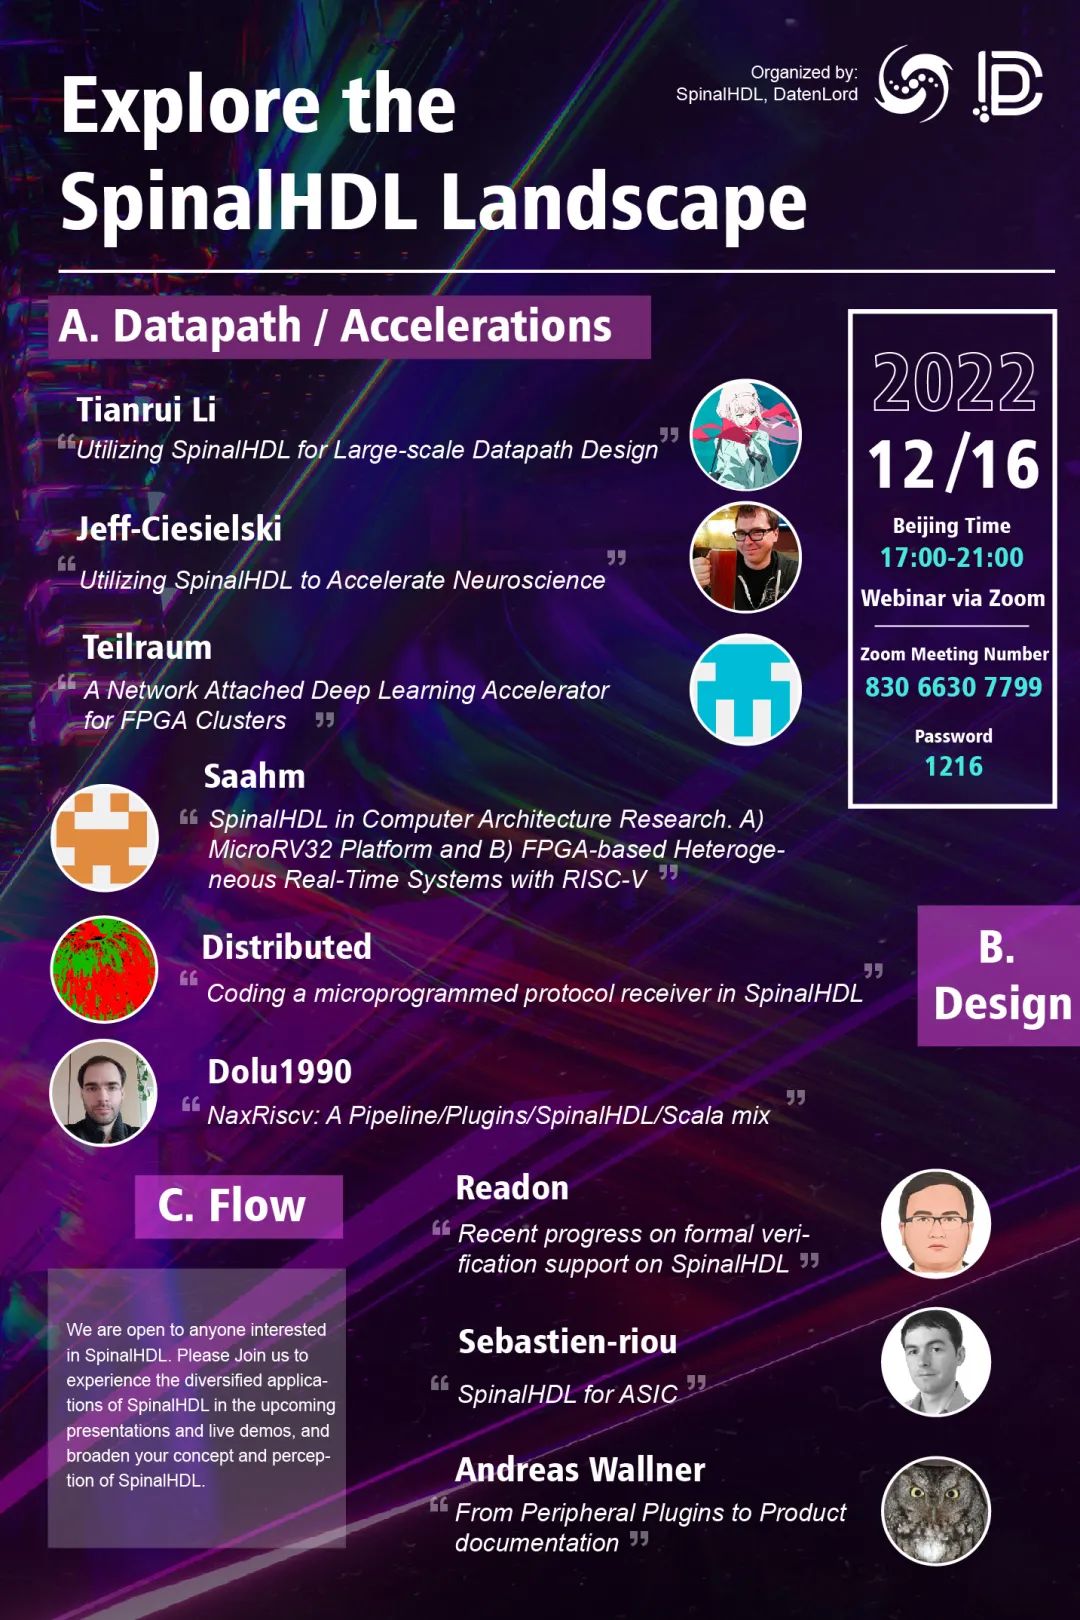 Explore the
SpinalHDL Landscape
Organized by:
SpinalHDL, DatenLord
A. Datapath / Accelerations
Tianrui Li
“Utilizing SpinalHDL for Large-scale Datapath Design”
Jeff-Ciesielski
“Utilizing SpinalHDL to Accelerate Neuroscience”
Teilraum
“A Network Attached Deep Learning Accelerator
for FPGA Clusters”
2022
12/16
Beijing Time
17:00-21:00
Webinar via Zoom
Zoom Meeting Number
830 6630 7799
Password
1216
B.
Design
Saahm
“SpinalHDL in Computer Architecture Research. A)
MicroRV32 Platform and B) FPGA-based Heteroge-
neous Real-Time Systems with RISC-V”
Distributed
“Coding a microprogrammed protocol receiver in SpinalHDL”
Dolu1990
“NaxRiscv: A Pipeline/Plugins/SpinalHDL/Scala mix”
C. Flow
Readon
“Recent progress on formal veri-
fication support on SpinalHDL”
Sebastien-riou
“SpinalHDL for ASIC”
Andreas Wallner
“From Peripheral Plugins to Product
documentation”
We are open to anyone interested
in SpinalHDL. Please Join us to
experience the diversified applica-
tions of SpinalHDL in the upcoming
presentations and live demos, and
broaden your concept and percep-
tion of SpinalHDL.